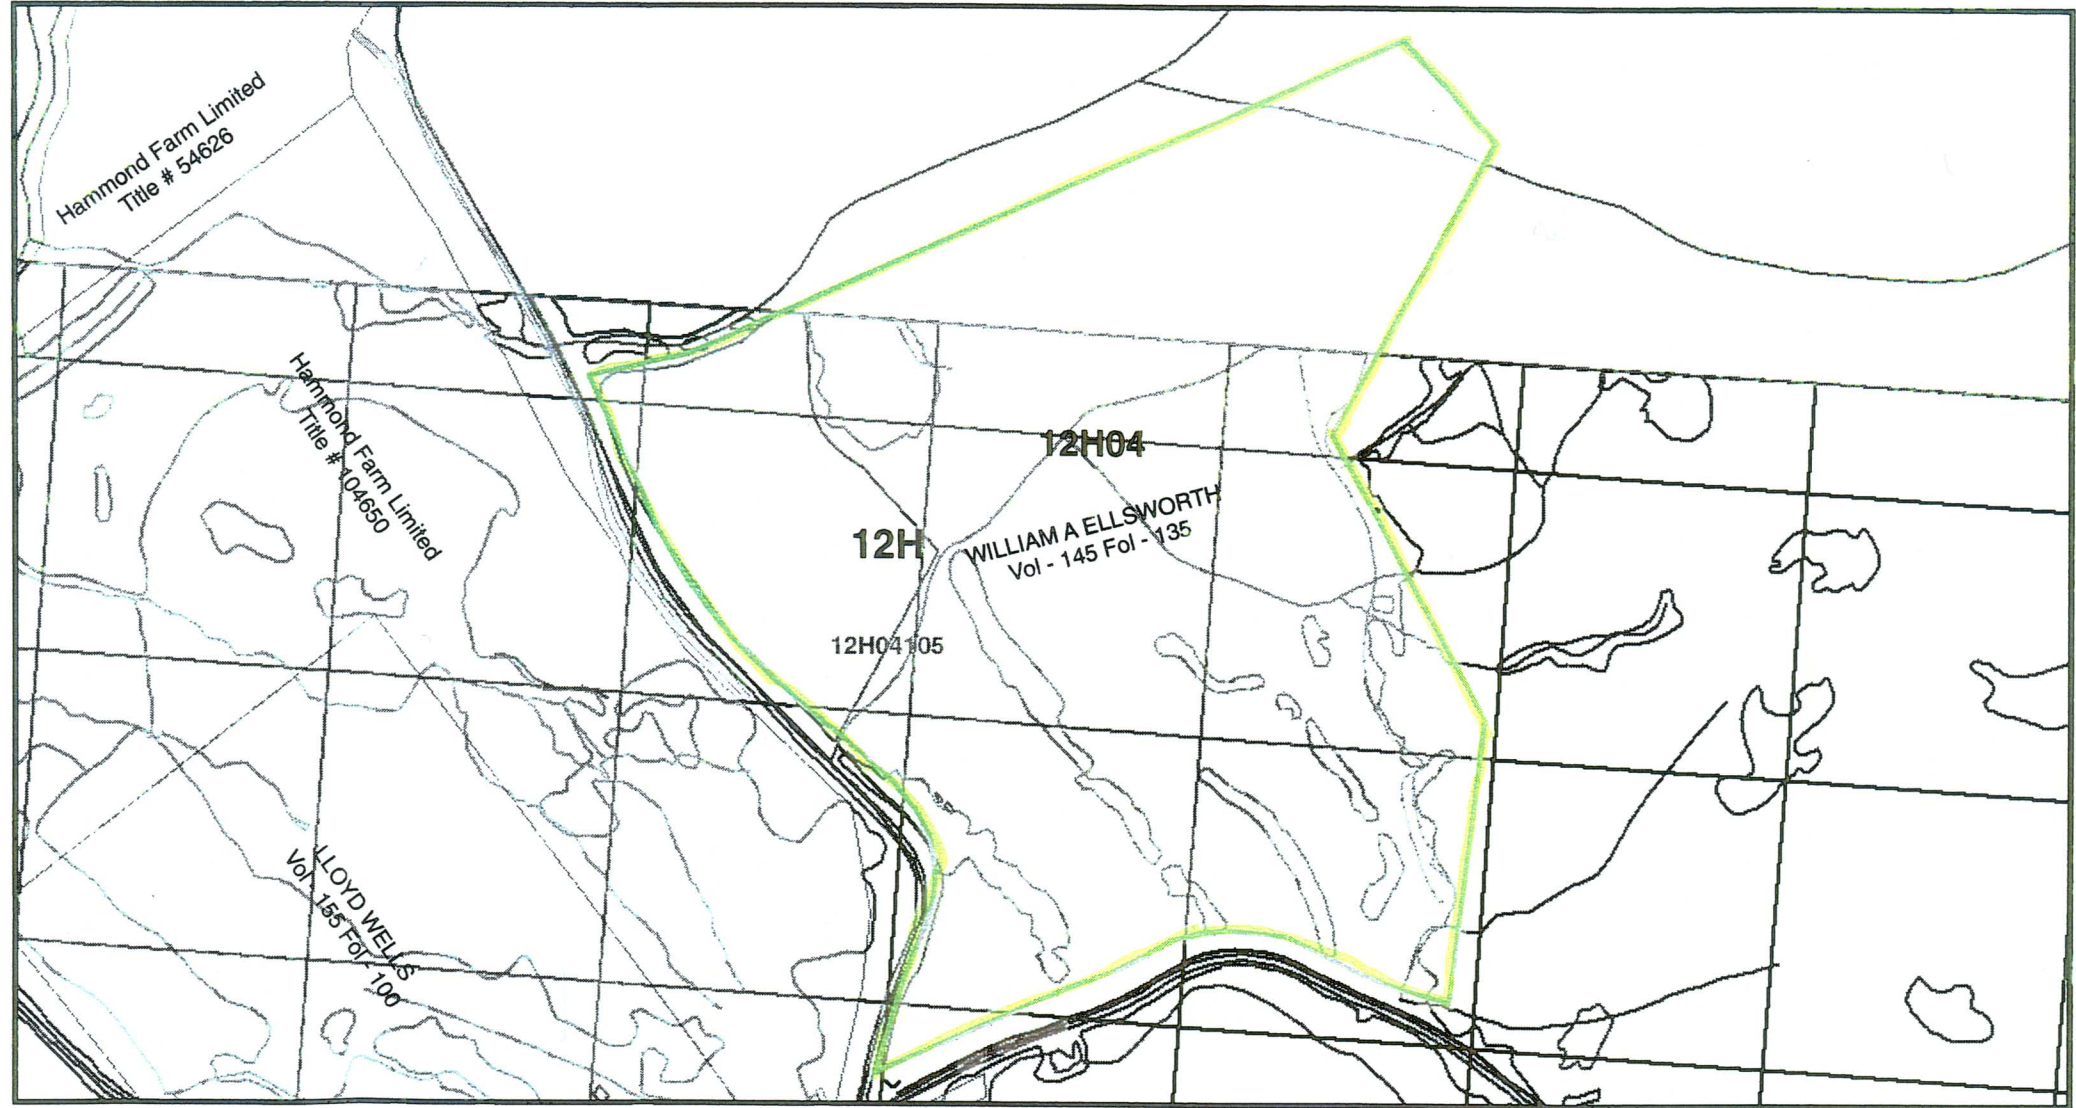 Hammond Farm Limited
Title # 54626
Hammond Farm Limited
Title # 104650
12H04
WILLIAM A ELLSWORTH
Vol - 145 Fol - 135
12H
12H04105
LLOYD WELLS
Vol - 155 Fol - 100